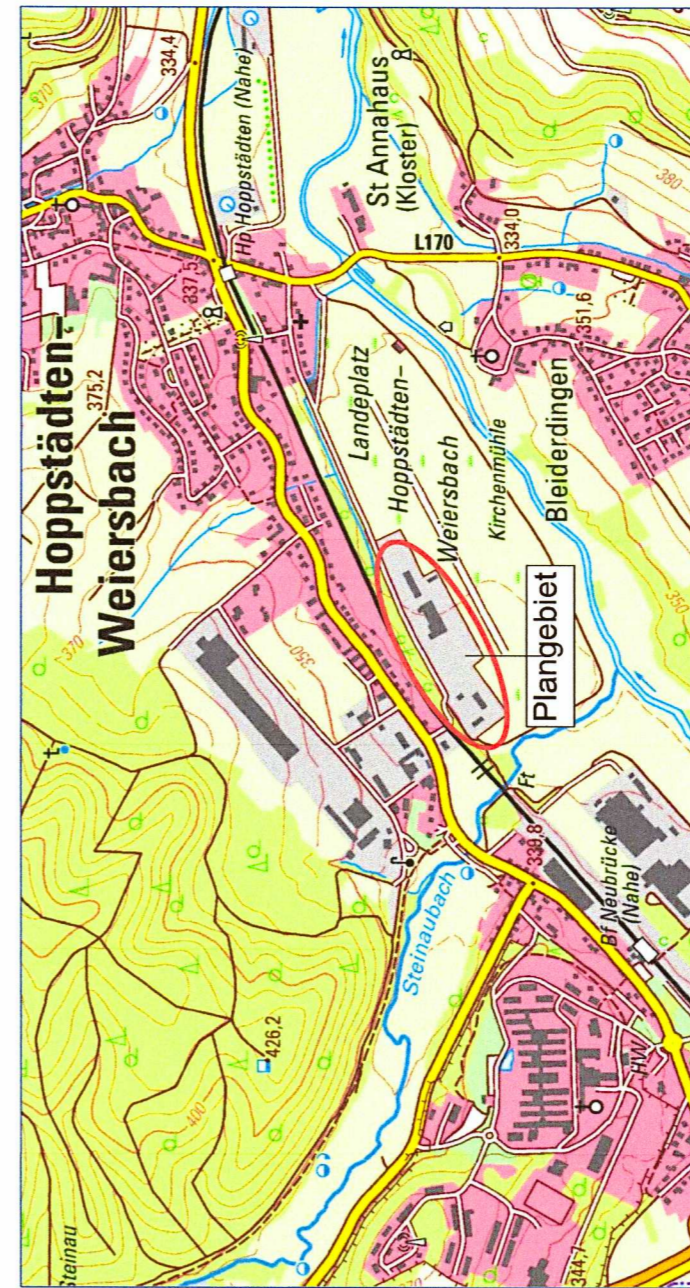 Hoppstädten-
Weiersbach
334,4
Hp Hoppstädten (Nahe)
St Annahaus
(Kloster)
380
L170
334,0
337,5
375,2
351,6
Landeplatz
Hoppstädten-
Weiersbach
Kirchenmühle
Bleiderdingen
370
350
350
Plangebiet
Ft
Steinaubach
339,8
Bf Neubrücke
(Nahe)
426,2
400
HW
344,7
Steinau